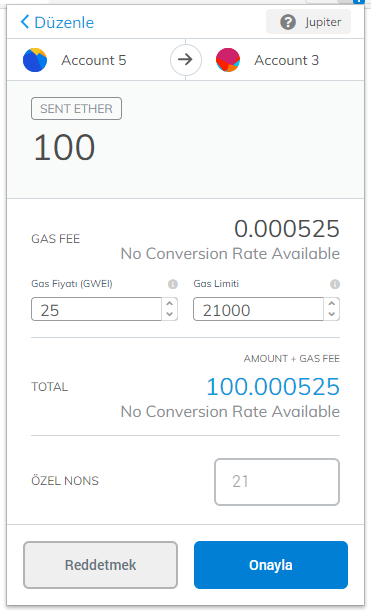 Düzenle
? Jupiter
Account 5
Account 3
SENT ETHER
100
GAS FEE
0.000525
No Conversion Rate Available
Gas Fiyatı (GWEI)
Gas Limiti
25
21000
AMOUNT + GAS FEE
TOTAL
100.000525
No Conversion Rate Available
ÖZEL NONS
21
Reddetmek
Onayla